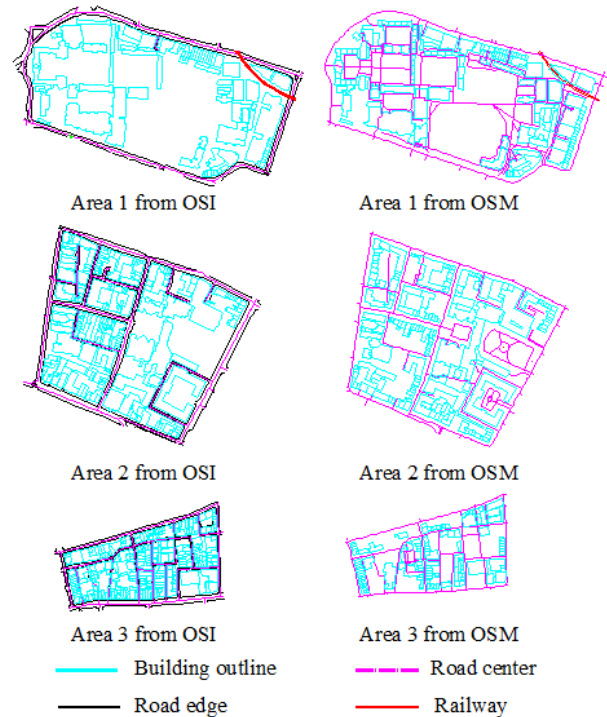 Area 1 from OSI
Area 1 from OSM
Area 2 from OSI
Area 2 from OSM
Area 3 from OSI
Area 3 from OSM
Building outline
Road center
Road edge
Railway